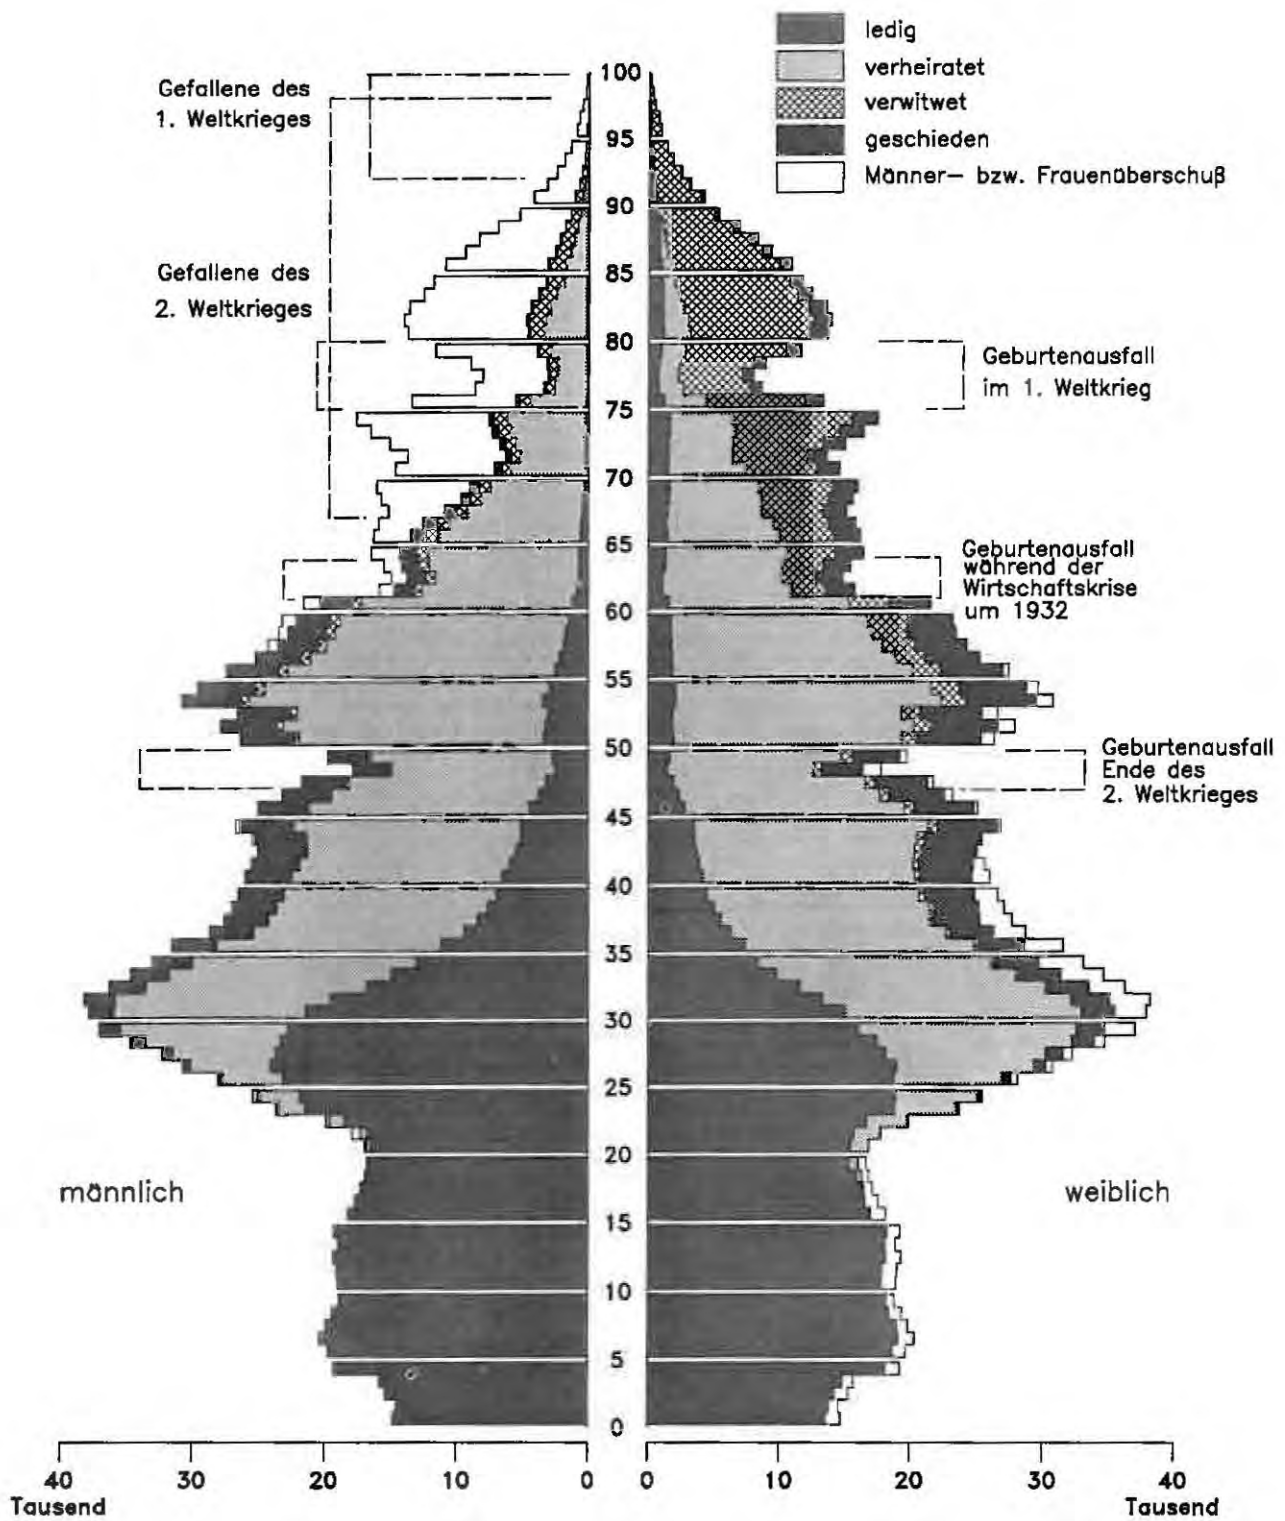 ledig
verheiratet
verwitwet
geschieden
Männer- bzw. Frauenüberschuß
Gefallene des
1. Weltkrieges
Gefallene des
2. Weltkrieges
Geburtenausfall
im 1. Weltkrieg
Geburtenausfall
während der
Wirtschaftskrise
um 1932
Geburtenausfall
Ende des
2. Weltkrieges
100
95
90
85
80
75
70
65
60
55
50
45
40
35
30
25
20
15
10
5
0
männlich
weiblich
40 30 20 10 0 0 10 20 30 40
Tausend Tausend